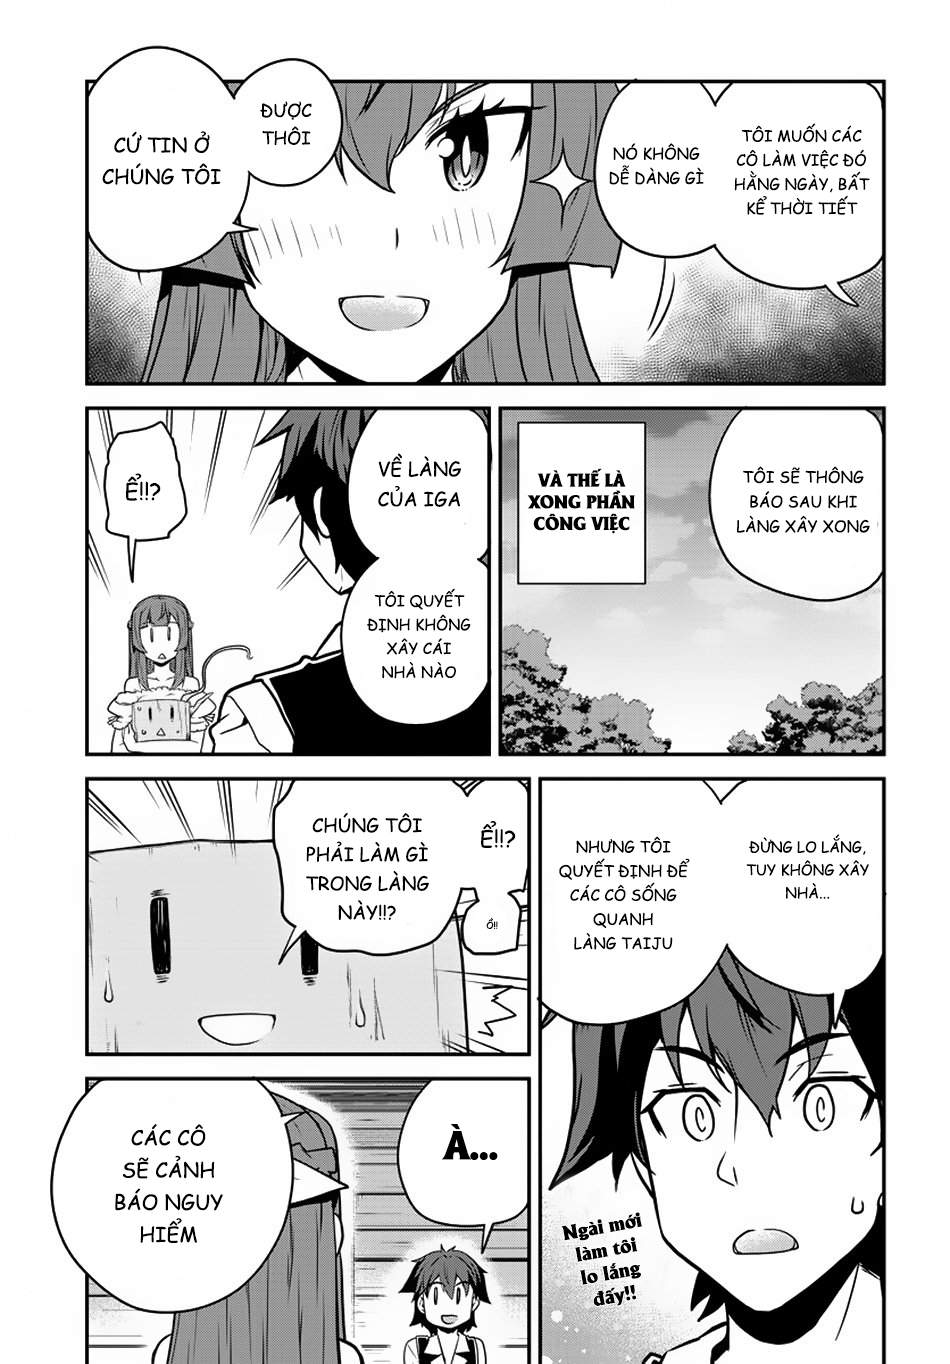 TÔI MUỐN CÁC
CÔ LÀM VIỆC ĐÓ
HẰNG NGÀY, BẤT
KỂ THỜI TIẾT
NÓ KHÔNG
DỄ DÀNG GÌ
ĐƯỢC
THÔI
CỨ TIN Ở
CHÚNG TÔI
TÔI SẼ THÔNG
BÁO SAU KHI
LÀNG XÂY XONG
VÀ THẾ LÀ
XONG PHẦN
CÔNG VIỆC
VỀ LÀNG
CỦA IGA
TÔI QUYẾT
ĐỊNH KHÔNG
XÂY CÁI
NHÀ NÀO
Ể!!?
ĐỪNG LO LẮNG,
TUY KHÔNG XÂY
NHÀ...
NHƯNG TÔI
QUYẾT ĐỊNH ĐỂ
CÁC CÔ SỐNG
QUANH
LÀNG TAIJU
Ngài mới
làm tôi
lo lắng
đấy!!
Ể!!?
Ồ!!
CHÚNG TÔI
PHẢI LÀM GÌ
TRONG LÀNG
NÀY!!?
À...
CÁC CÔ
SẼ CẢNH
BÁO NGUY
HIỂM